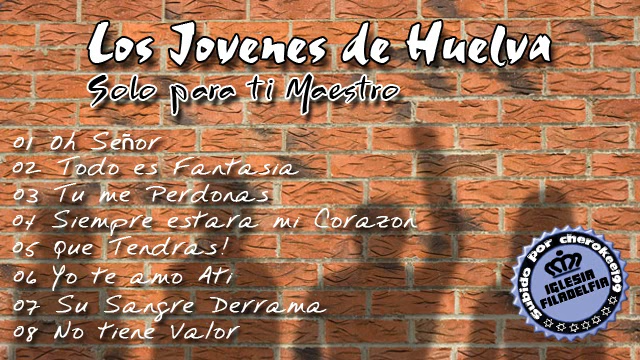 Los Jovenes de Huelva
Solo para ti Maestro
01 Oh Señor
02 Todo es Fantasia
03 Tu me Perdonas
04 Siempre estara mi Corazon
05 Que Tendras!
06 Yo te amo Ati
07 Su Sangre Derrama
08 No tiene Valor
Subido por cherokee199
IGLESIA
FILADELFIA